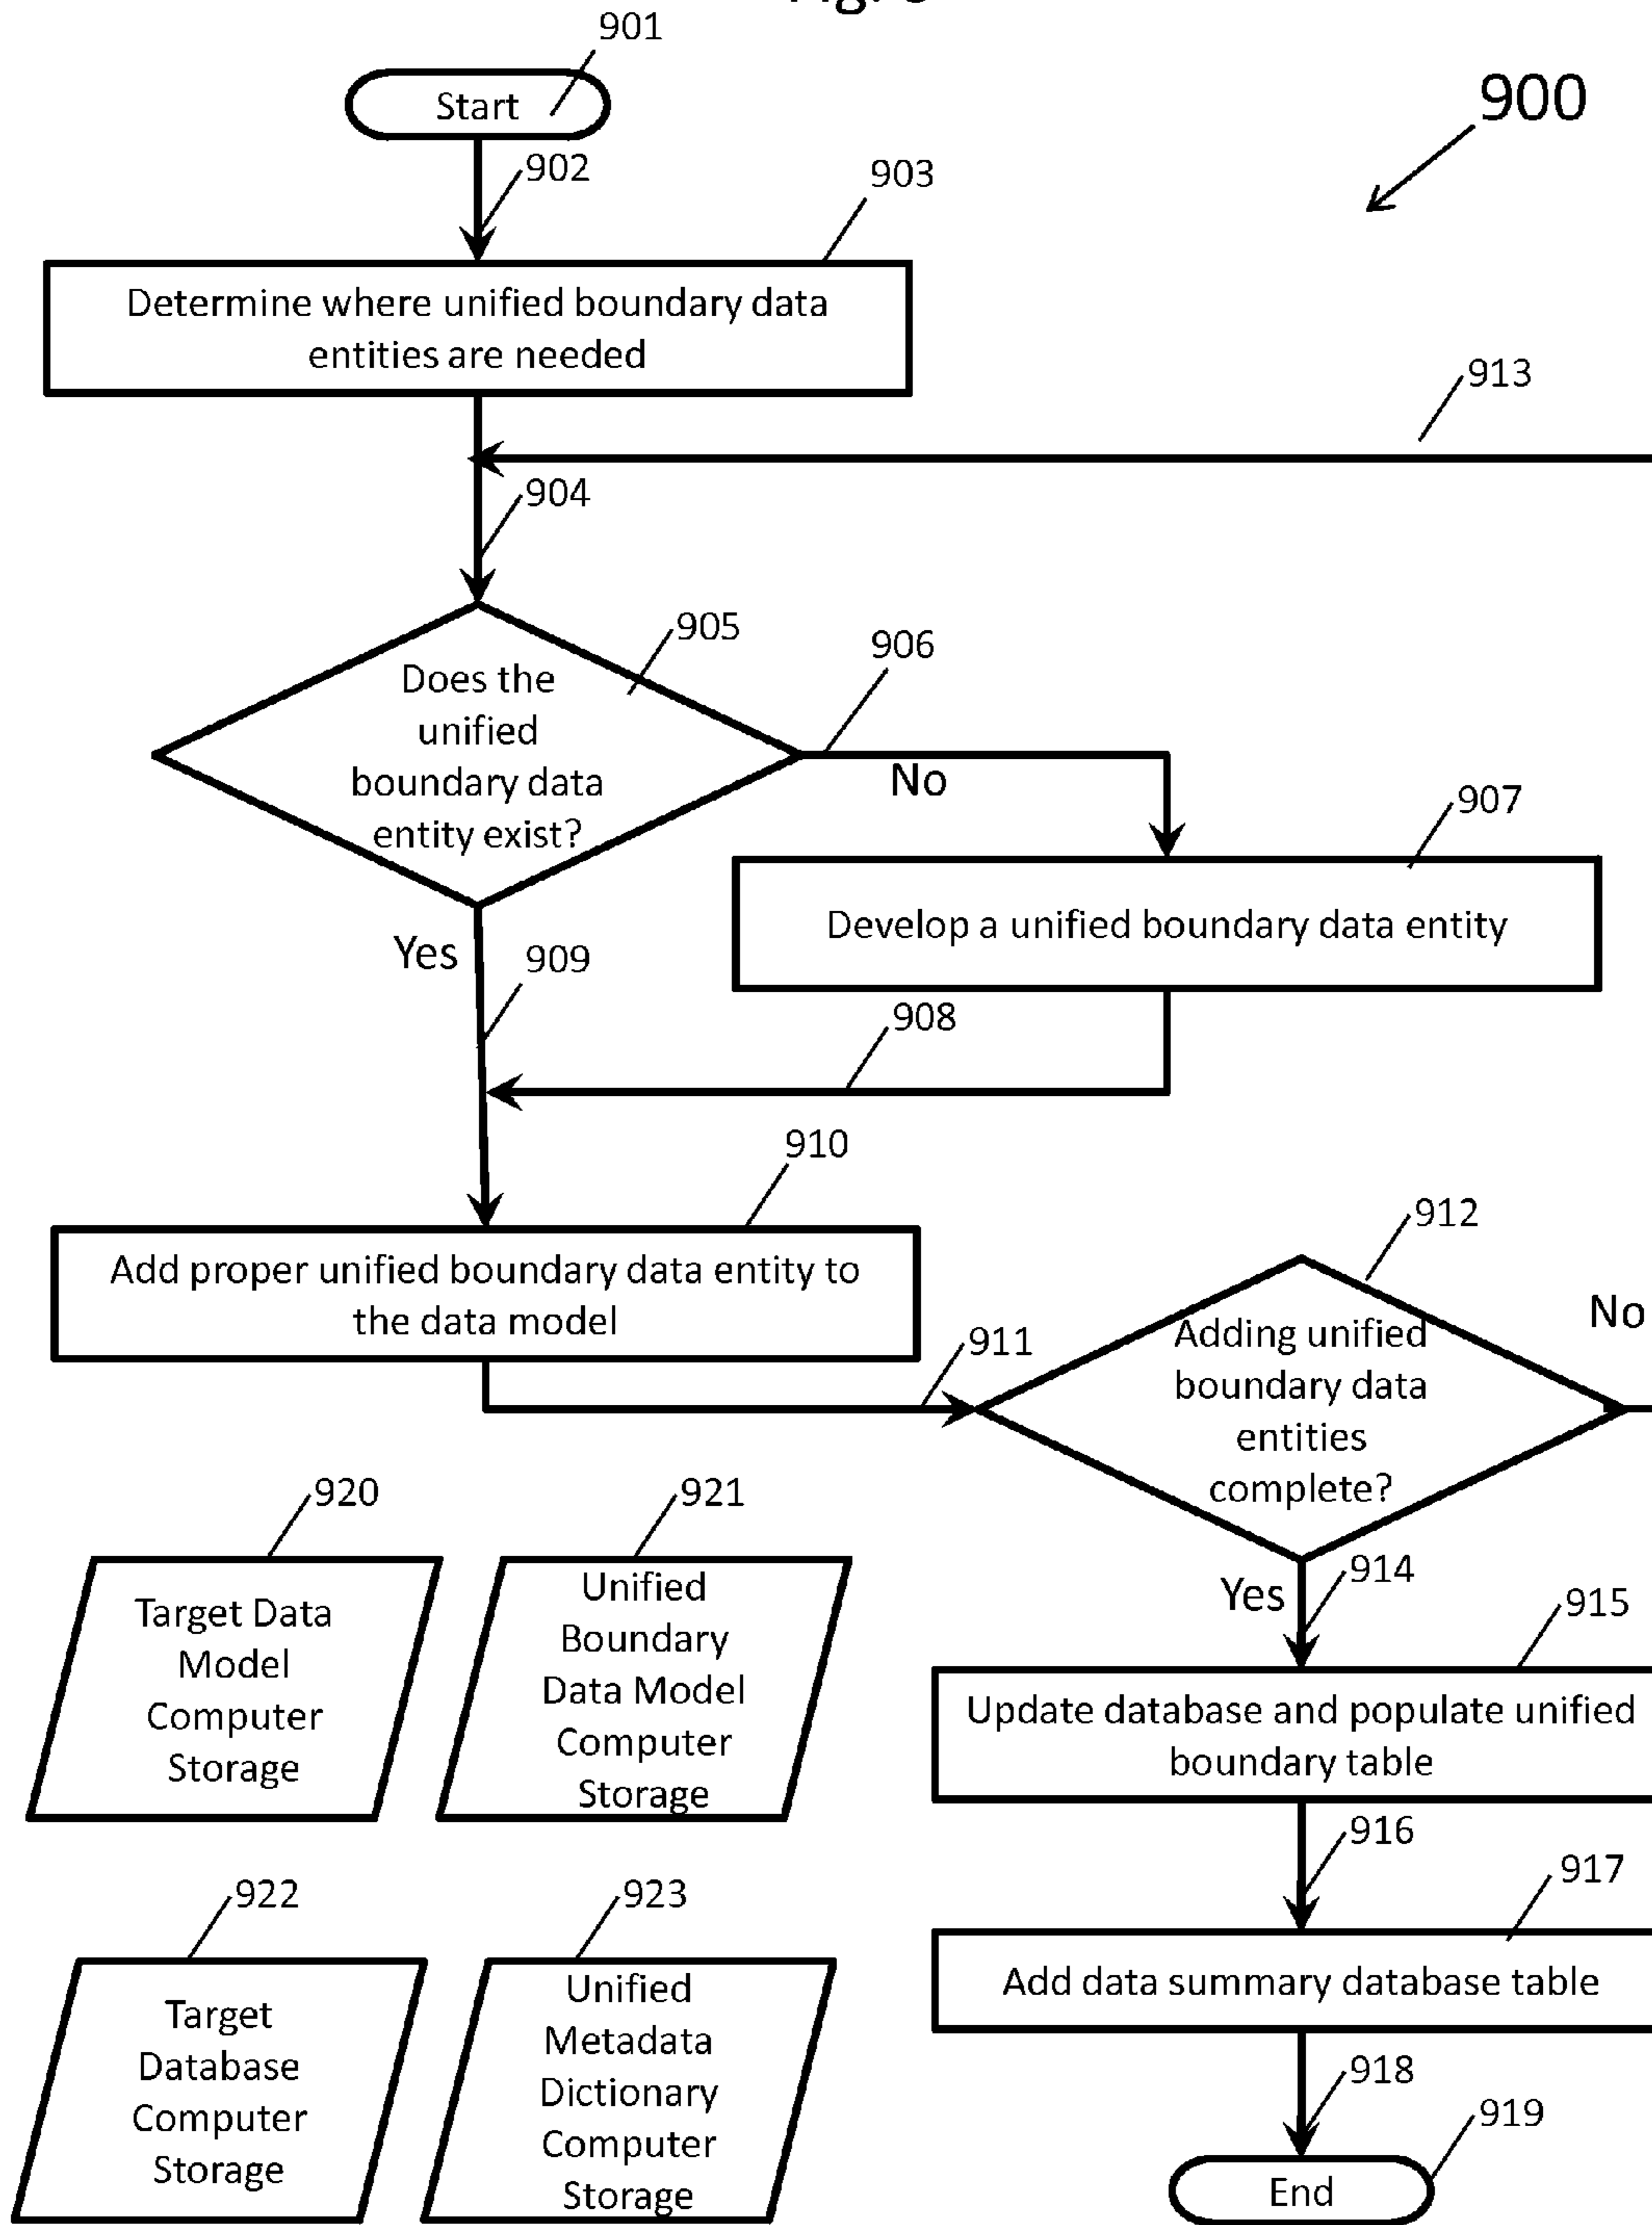 901
Start
900
902
903
Determine where unified boundary data
entities are needed
913
904
905
906
Does the
unified
boundary data
entity exist?
No
907
Develop a unified boundary data entity
Yes
909
908
910
Add proper unified boundary data entity to
the data model
911
912
Adding unified
boundary data
entities
complete?
No
920
Target Data
Model
Computer
Storage
921
Unified
Boundary
Data Model
Computer
Storage
Yes
914
915
Update database and populate unified
boundary table
916
922
Target
Database
Computer
Storage
923
Unified
Metadata
Dictionary
Computer
Storage
917
Add data summary database table
918
919
End